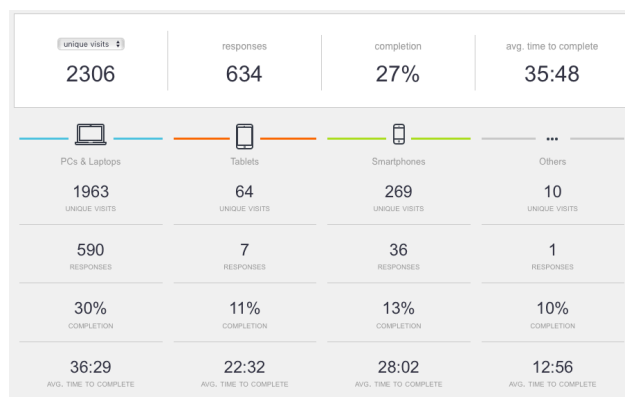 unique visits responses completion avg. time to complete
2306 634 27% 35:48
PCs & Laptops Tablets Smartphones Others
1963 64 269 10
UNIQUE VISITS UNIQUE VISITS UNIQUE VISITS UNIQUE VISITS
590 7 36 1
RESPONSES RESPONSES RESPONSES RESPONSES
30% 11% 13% 10%
COMPLETION COMPLETION COMPLETION COMPLETION
36:29 22:32 28:02 12:56
AVG. TIME TO COMPLETE AVG. TIME TO COMPLETE AVG. TIME TO COMPLETE AVG. TIME TO COMPLETE